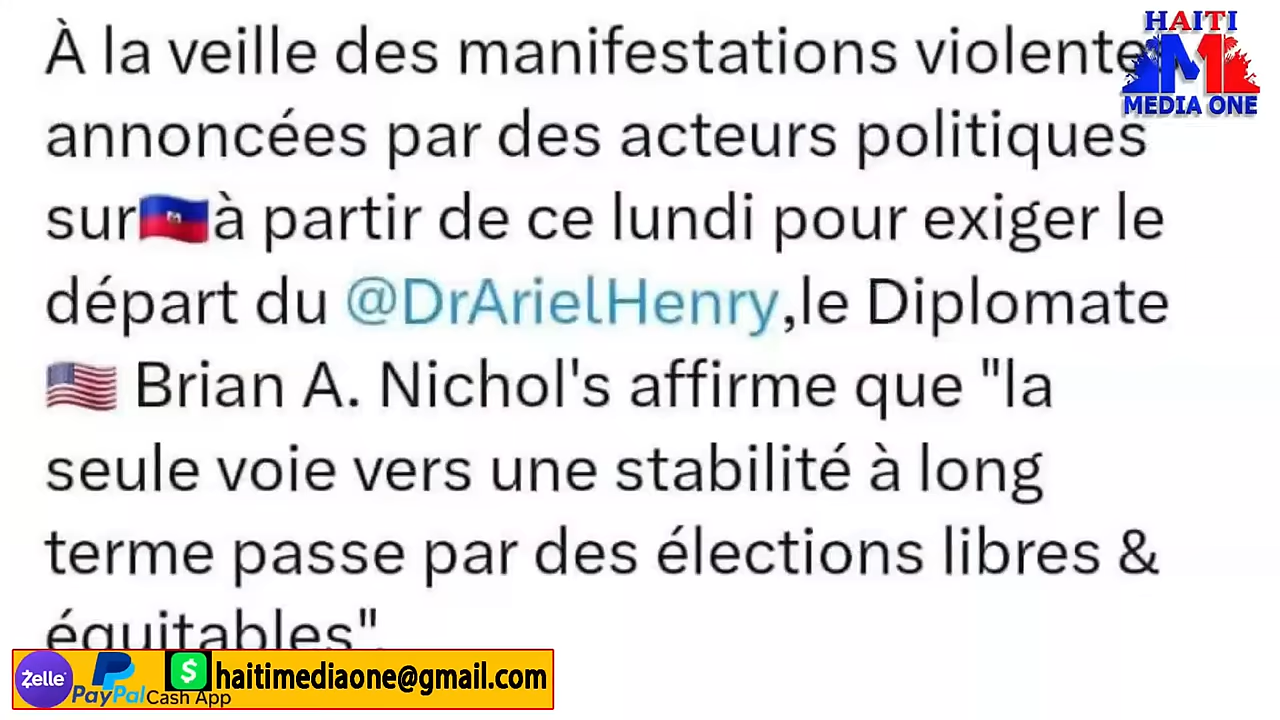 À la veille des manifestations violentes
annoncées par des acteurs politiques
sur🇭🇹à partir de ce lundi pour exiger le
départ du @DrArielHenry,le Diplomate
🇺🇸 Brian A. Nichol's affirme que "la
seule voie vers une stabilité à long
terme passe par des élections libres &
équitables".
HAITI
M
MEDIA ONE
Zelle
PayPal
$
Cash App
haitimediaone@gmail.com